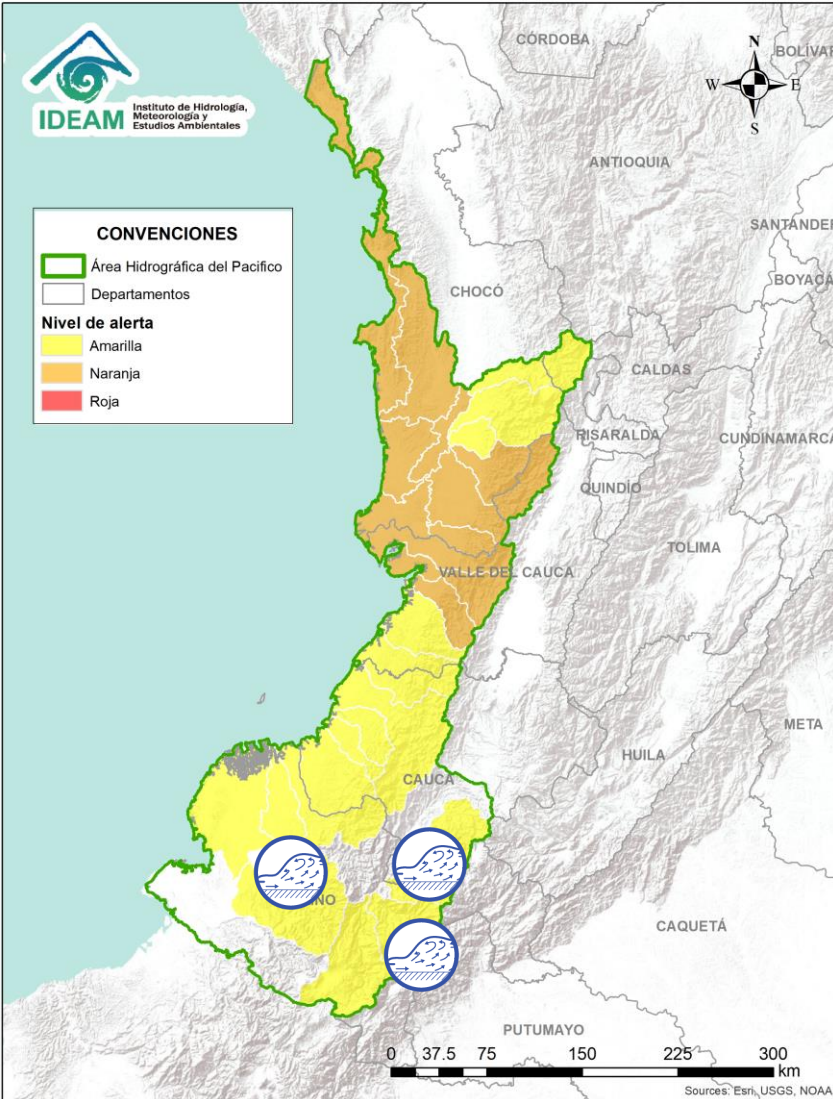 IDEAM
Instituto de Hidrología,
Meteorología y
Estudios Ambientales
N
W
E
S
CÓRDOBA
BOLÍVAR
ANTIOQUIA
SANTANDER
BOYACÁ
CHOCÓ
CALDAS
RISARALDA
CUNDINAMARCA
QUINDÍO
TOLIMA
VALLE DEL CAUCA
META
HUILA
CAUCA
CAQUETÁ
PUTUMAYO
CONVENCIONES
Área Hidrográfica del Pacifico
Departamentos
Nivel de alerta
Amarilla
Naranja
Roja
0 37.5 75 150 225 300
km
Sources: Esri, USGS, NOAA